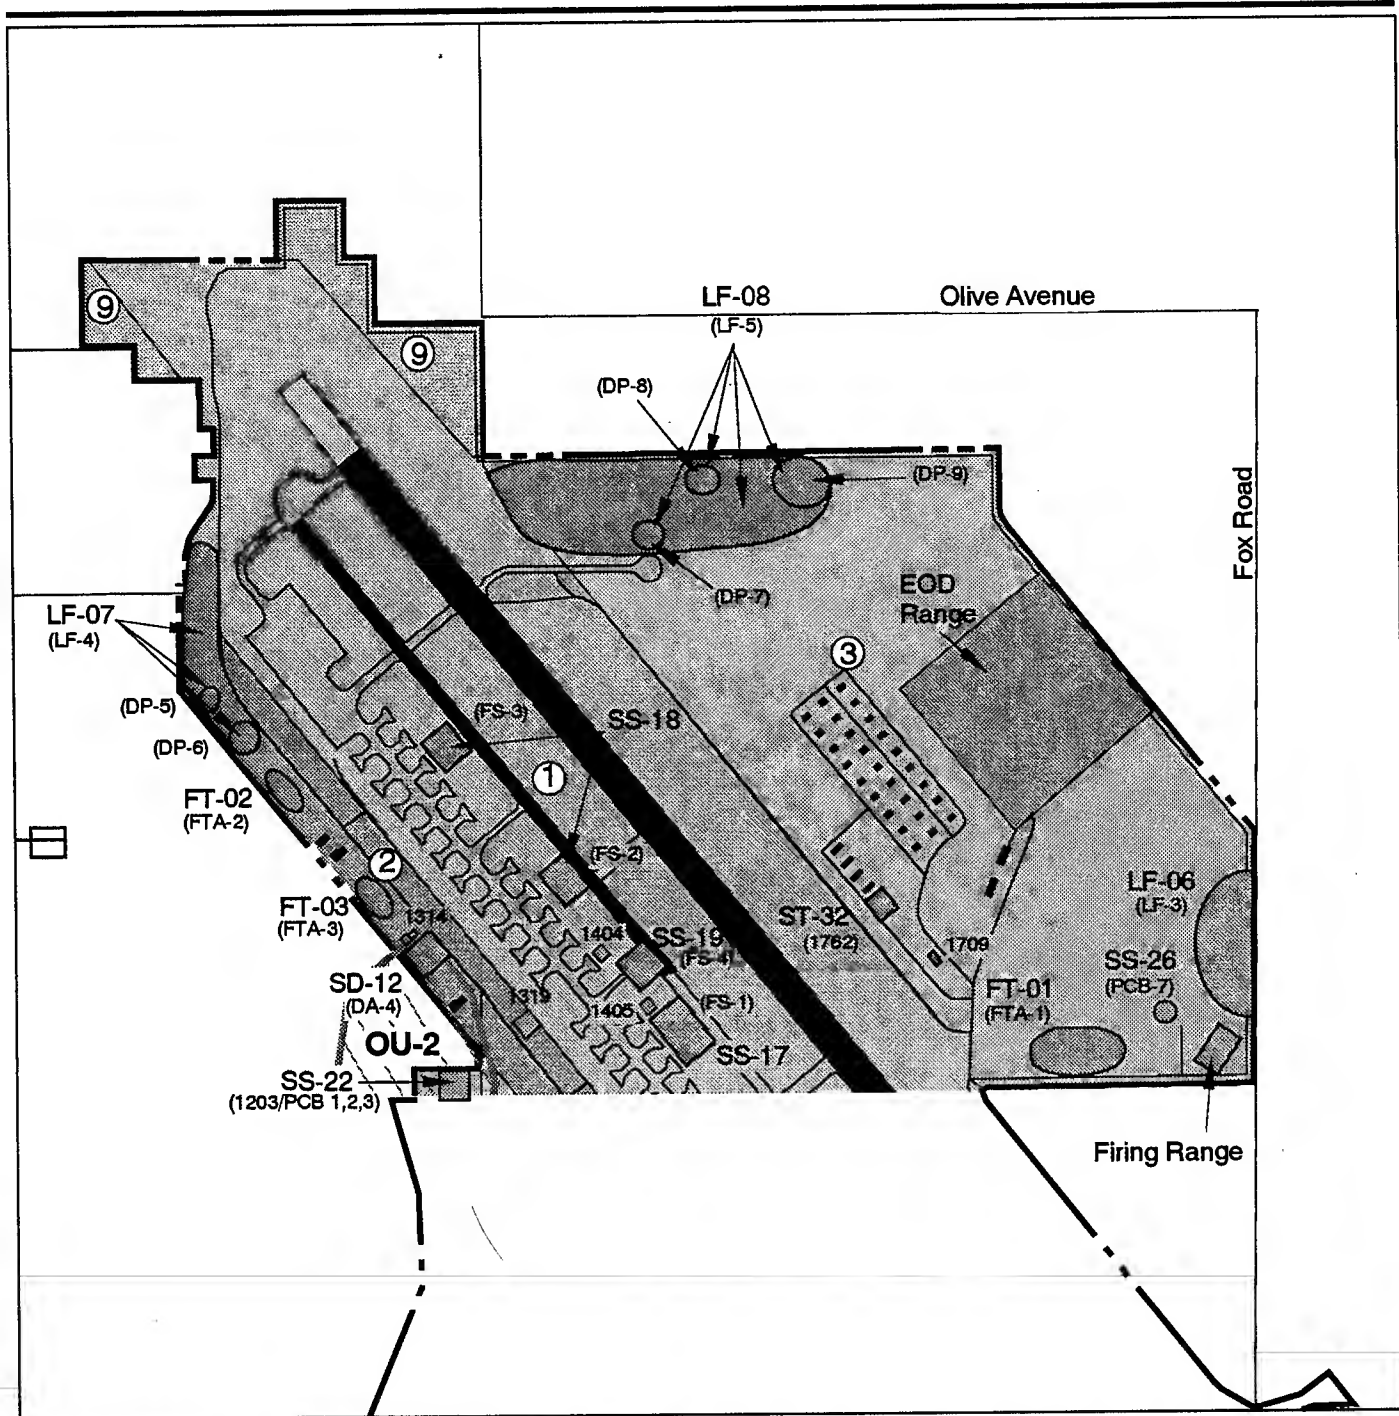 LF-08
(LF-5)
Olive Avenue
9
9
(DP-8)
(DP-9)
Fox Road
(DP-7)
EOD
Range
LF-07
(LF-4)
3
(DP-5)
(DP-6)
(FS-3)
SS-18
1
FT-02
(FTA-2)
(FS-2)
2
FT-03
(FTA-3)
1314
1404
SS-19
(FS-4)
ST-32
(1762)
1709
LF-06
(LF-3)
SS-26
(PCB-7)
SD-12
(DA-4)
1319
1405
(FS-1)
SS-17
FT-01
(FTA-1)
OU-2
SS-22
(1203/PCB 1,2,3)
Firing Range